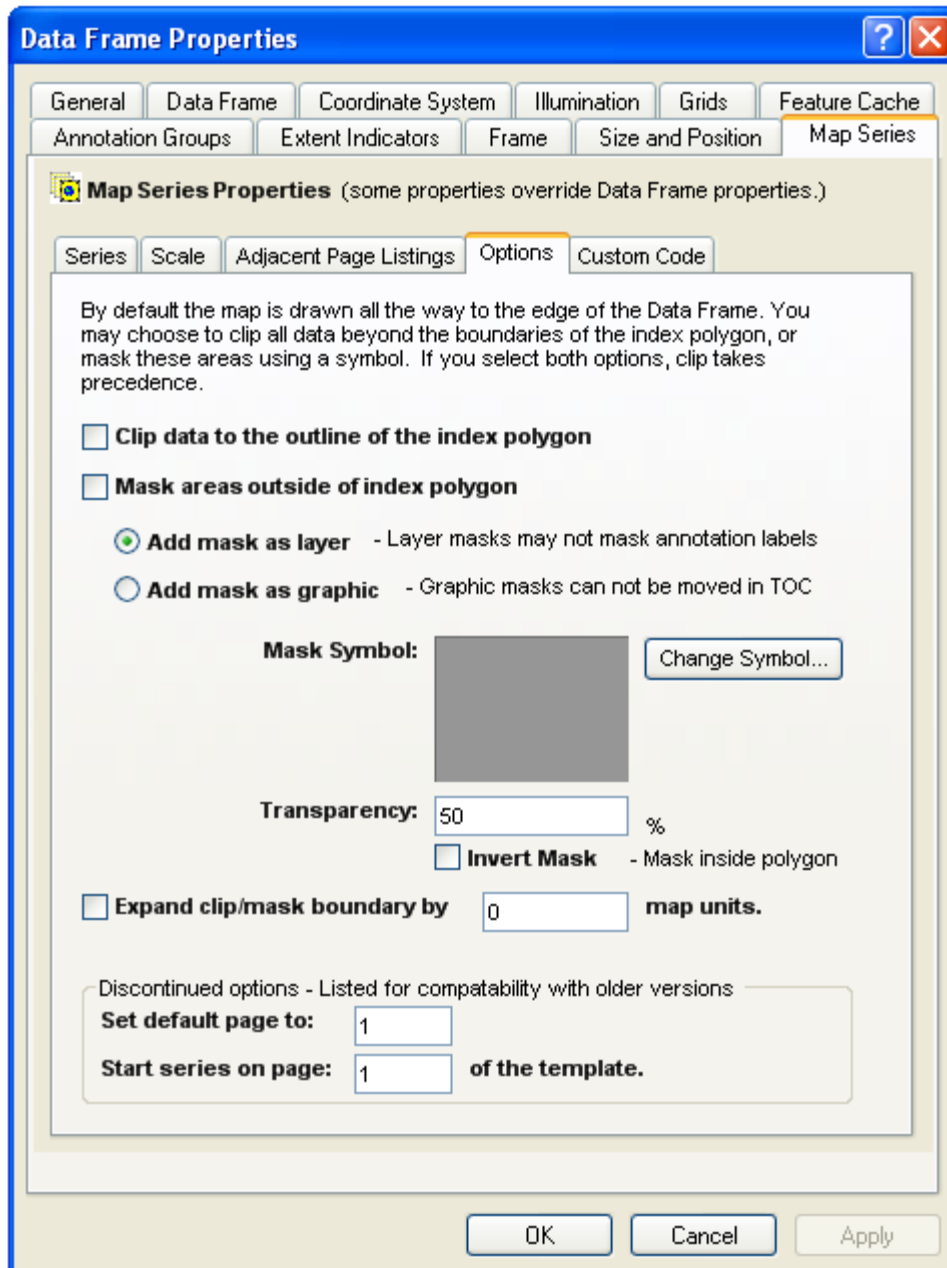 Data Frame Properties
General Data Frame Coordinate System Illumination Grids Feature Cache
Annotation Groups Extent Indicators Frame Size and Position Map Series
Map Series Properties (some properties override Data Frame properties.)
Series Scale Adjacent Page Listings Options Custom Code
By default the map is drawn all the way to the edge of the Data Frame. You
may choose to clip all data beyond the boundaries of the index polygon, or
mask these areas using a symbol. If you select both options, clip takes
precedence.
Clip data to the outline of the index polygon
Mask areas outside of index polygon
Add mask as layer - Layer masks may not mask annotation labels
Add mask as graphic - Graphic masks can not be moved in TOC
Mask Symbol: Change Symbol...
Transparency: 50 %
Invert Mask - Mask inside polygon
Expand clip/mask boundary by 0 map units.
Discontinued options - Listed for compatability with older versions
Set default page to: 1
Start series on page: 1 of the template.
OK Cancel Apply